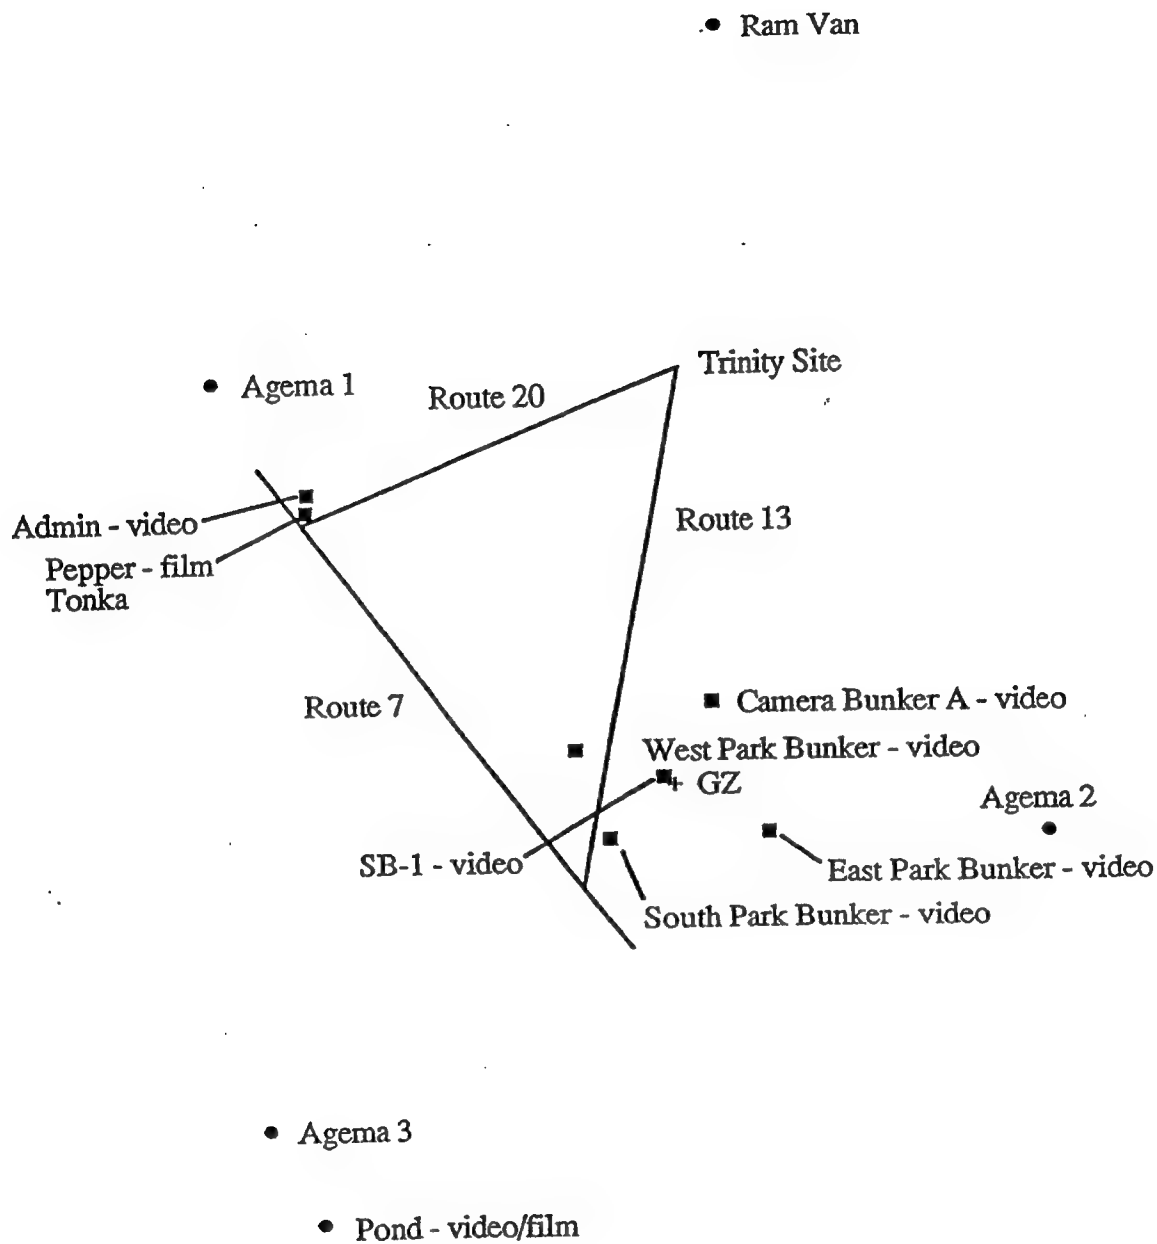 Ram Van
Trinity Site
Agema 1
Route 20
Admin - video
Route 13
Pepper - film
Tonka
Route 7
Camera Bunker A - video
West Park Bunker - video
+ GZ
Agema 2
SB-1 - video
East Park Bunker - video
South Park Bunker - video
Agema 3
Pond - video/film